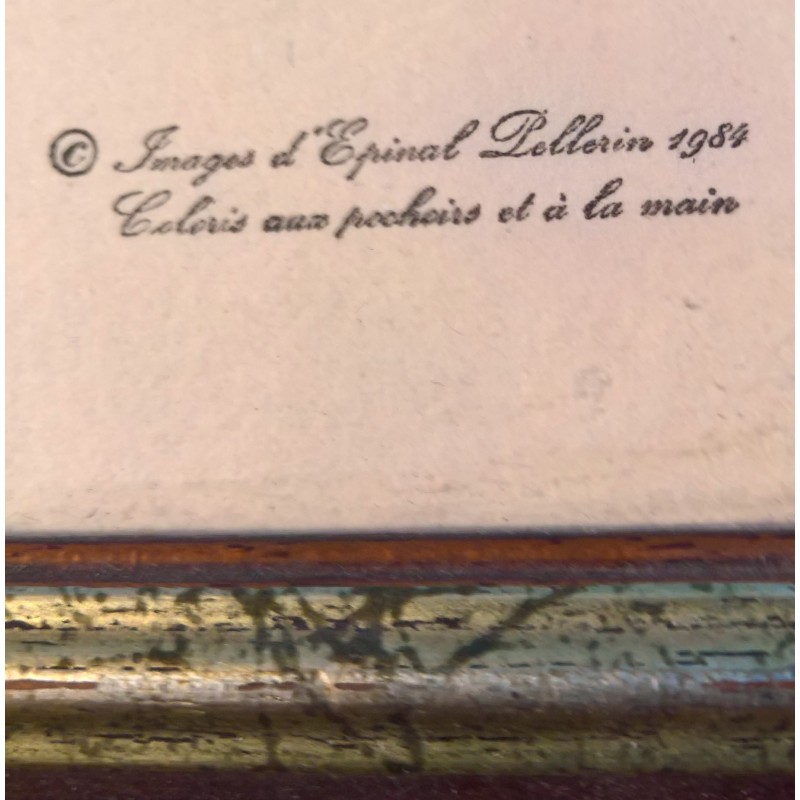 © Images d'Epinal Pellerin 1984
Coloris aux pochoirs et à la main